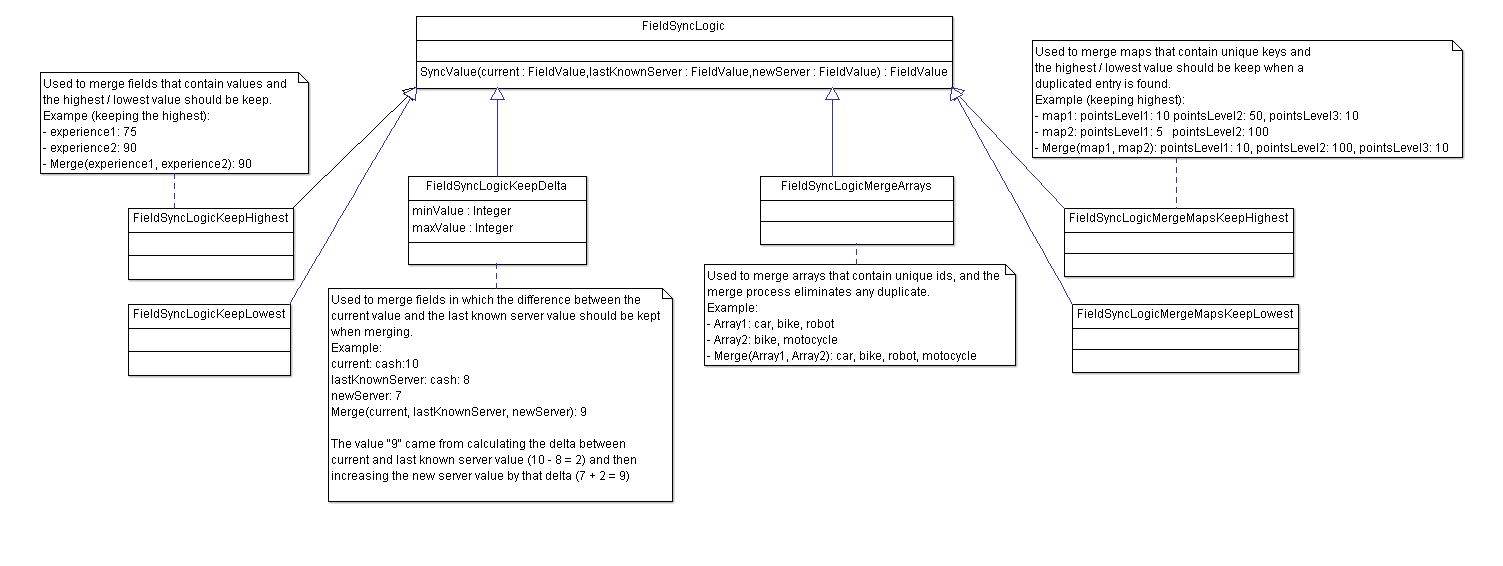 FieldSyncLogic
SyncValue(current : FieldValue,lastKnownServer : FieldValue,newServer : FieldValue) : FieldValue
Used to merge fields that contain values and
the highest / lowest value should be keep.
Exampe (keeping the highest):
- experience1: 75
- experience2: 90
- Merge(experience1, experience2): 90
Used to merge maps that contain unique keys and
the highest / lowest value should be keep when a
duplicated entry is found.
Example (keeping highest):
- map1: pointsLevel1: 10 pointsLevel2: 50, pointsLevel3: 10
- map2: pointsLevel1: 5   pointsLevel2: 100
- Merge(map1, map2): pointsLevel1: 10, pointsLevel2: 100, pointsLevel3: 10
FieldSyncLogicKeepHighest
FieldSyncLogicKeepLowest
FieldSyncLogicKeepDelta
minValue : Integer
maxValue : Integer
Used to merge fields in which the difference between the
current value and the last known server value should be kept
when merging.
Example:
current: cash:10
lastKnownServer: cash: 8
newServer: 7
Merge(current, lastKnownServer, newServer): 9
The value "9" came from calculating the delta between
current and last known server value (10 - 8 = 2) and then
increasing the new server value by that delta (7 + 2 = 9)
FieldSyncLogicMergeArrays
Used to merge arrays that contain unique ids, and the
merge process eliminates any duplicate.
Example:
- Array1: car, bike, robot
- Array2: bike, motocycle
- Merge(Array1, Array2): car, bike, robot, motocycle
FieldSyncLogicMergeMapsKeepHighest
FieldSyncLogicMergeMapsKeepLowest